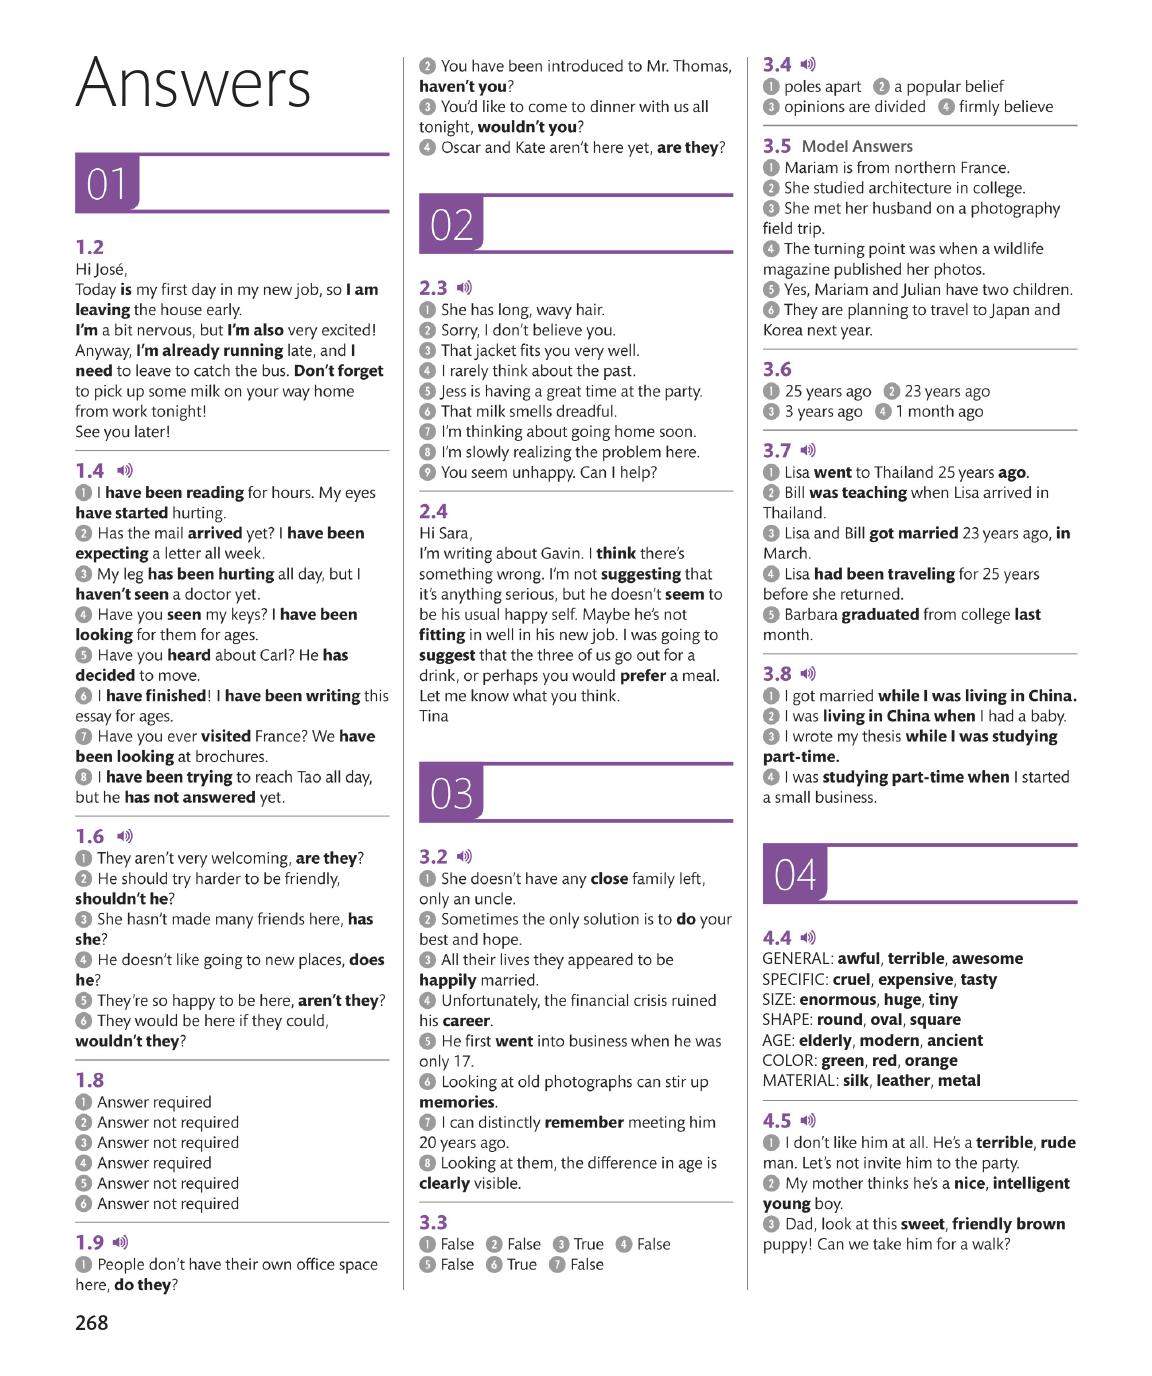 Answers
01
1.2
Hi José,
Today is my first day in my new job, so I am
leaving the house early.
I'm a bit nervous, but I'm also very excited!
Anyway, I'm already running late, and I
need to leave to catch the bus. Don't forget
to pick up some milk on your way home
from work tonight!
See you later!
1.4
1 I have been reading for hours. My eyes
have started hurting.
2 Has the mail arrived yet? I have been
expecting a letter all week.
3 My leg has been hurting all day, but I
haven't seen a doctor yet.
4 Have you seen my keys? I have been
looking for them for ages.
5 Have you heard about Carl? He has
decided to move.
6 I have finished! I have been writing this
essay for ages.
7 Have you ever visited France? We have
been looking at brochures.
8 I have been trying to reach Tao all day,
but he has not answered yet.
1.6
1 They aren't very welcoming, are they?
2 He should try harder to be friendly,
shouldn't he?
3 She hasn't made many friends here, has
she?
4 He doesn't like going to new places, does
he?
5 They're so happy to be here, aren't they?
6 They would be here if they could,
wouldn't they?
1.8
1 Answer required
2 Answer not required
3 Answer not required
4 Answer required
5 Answer not required
6 Answer not required
1.9
1 People don't have their own office space
here, do they?
268
2 You have been introduced to Mr. Thomas,
haven't you?
3 You'd like to come to dinner with us all
tonight, wouldn't you?
4 Oscar and Kate aren't here yet, are they?
02
2.3
1 She has long, wavy hair.
2 Sorry, I don't believe you.
3 That jacket fits you very well.
4 I rarely think about the past.
5 Jess is having a great time at the party.
6 That milk smells dreadful.
7 I'm thinking about going home soon.
8 I'm slowly realizing the problem here.
9 You seem unhappy. Can I help?
2.4
Hi Sara,
I'm writing about Gavin. I think there's
something wrong. I'm not suggesting that
it's anything serious, but he doesn't seem to
be his usual happy self. Maybe he's not
fitting in well in his new job. I was going to
suggest that the three of us go out for a
drink, or perhaps you would prefer a meal.
Let me know what you think.
Tina
03
3.2
1 She doesn't have any close family left,
only an uncle.
2 Sometimes the only solution is to do your
best and hope.
3 All their lives they appeared to be
happily married.
4 Unfortunately, the financial crisis ruined
his career.
5 He first went into business when he was
only 17.
6 Looking at old photographs can stir up
memories.
7 I can distinctly remember meeting him
20 years ago.
8 Looking at them, the difference in age is
clearly visible.
3.3
1 False 2 False 3 True 4 False
5 False 6 True 7 False
3.4
1 poles apart 2 a popular belief
3 opinions are divided 4 firmly believe
3.5 Model Answers
1 Mariam is from northern France.
2 She studied architecture in college.
3 She met her husband on a photography
field trip.
4 The turning point was when a wildlife
magazine published her photos.
5 Yes, Mariam and Julian have two children.
6 They are planning to travel to Japan and
Korea next year.
3.6
1 25 years ago 2 23 years ago
3 3 years ago 4 1 month ago
3.7
1 Lisa went to Thailand 25 years ago.
2 Bill was teaching when Lisa arrived in
Thailand.
3 Lisa and Bill got married 23 years ago, in
March.
4 Lisa had been traveling for 25 years
before she returned.
5 Barbara graduated from college last
month.
3.8
1 I got married while I was living in China.
2 I was living in China when I had a baby.
3 I wrote my thesis while I was studying
part-time.
4 I was studying part-time when I started
a small business.
04
4.4
GENERAL: awful, terrible, awesome
SPECIFIC: cruel, expensive, tasty
SIZE: enormous, huge, tiny
SHAPE: round, oval, square
AGE: elderly, modern, ancient
COLOR: green, red, orange
MATERIAL: silk, leather, metal
4.5
1 I don't like him at all. He's a terrible, rude
man. Let's not invite him to the party.
2 My mother thinks he's a nice, intelligent
young boy.
3 Dad, look at this sweet, friendly brown
puppy! Can we take him for a walk?